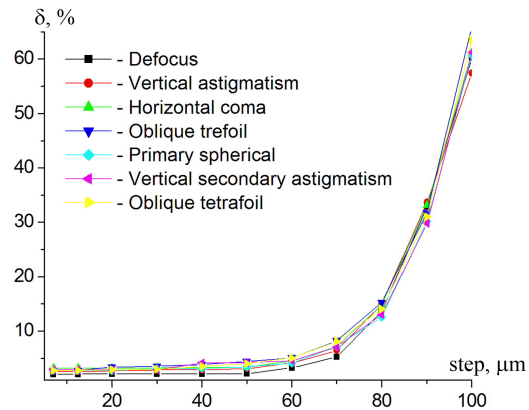 δ, %
60
- Defocus
- Vertical astigmatism
50
- Horizontal coma
- Oblique trefoil
40
- Primary spherical
- Vertical secondary astigmatism
- Oblique tetrafoil
30
20
10
step, μm
20 40 60 80 100